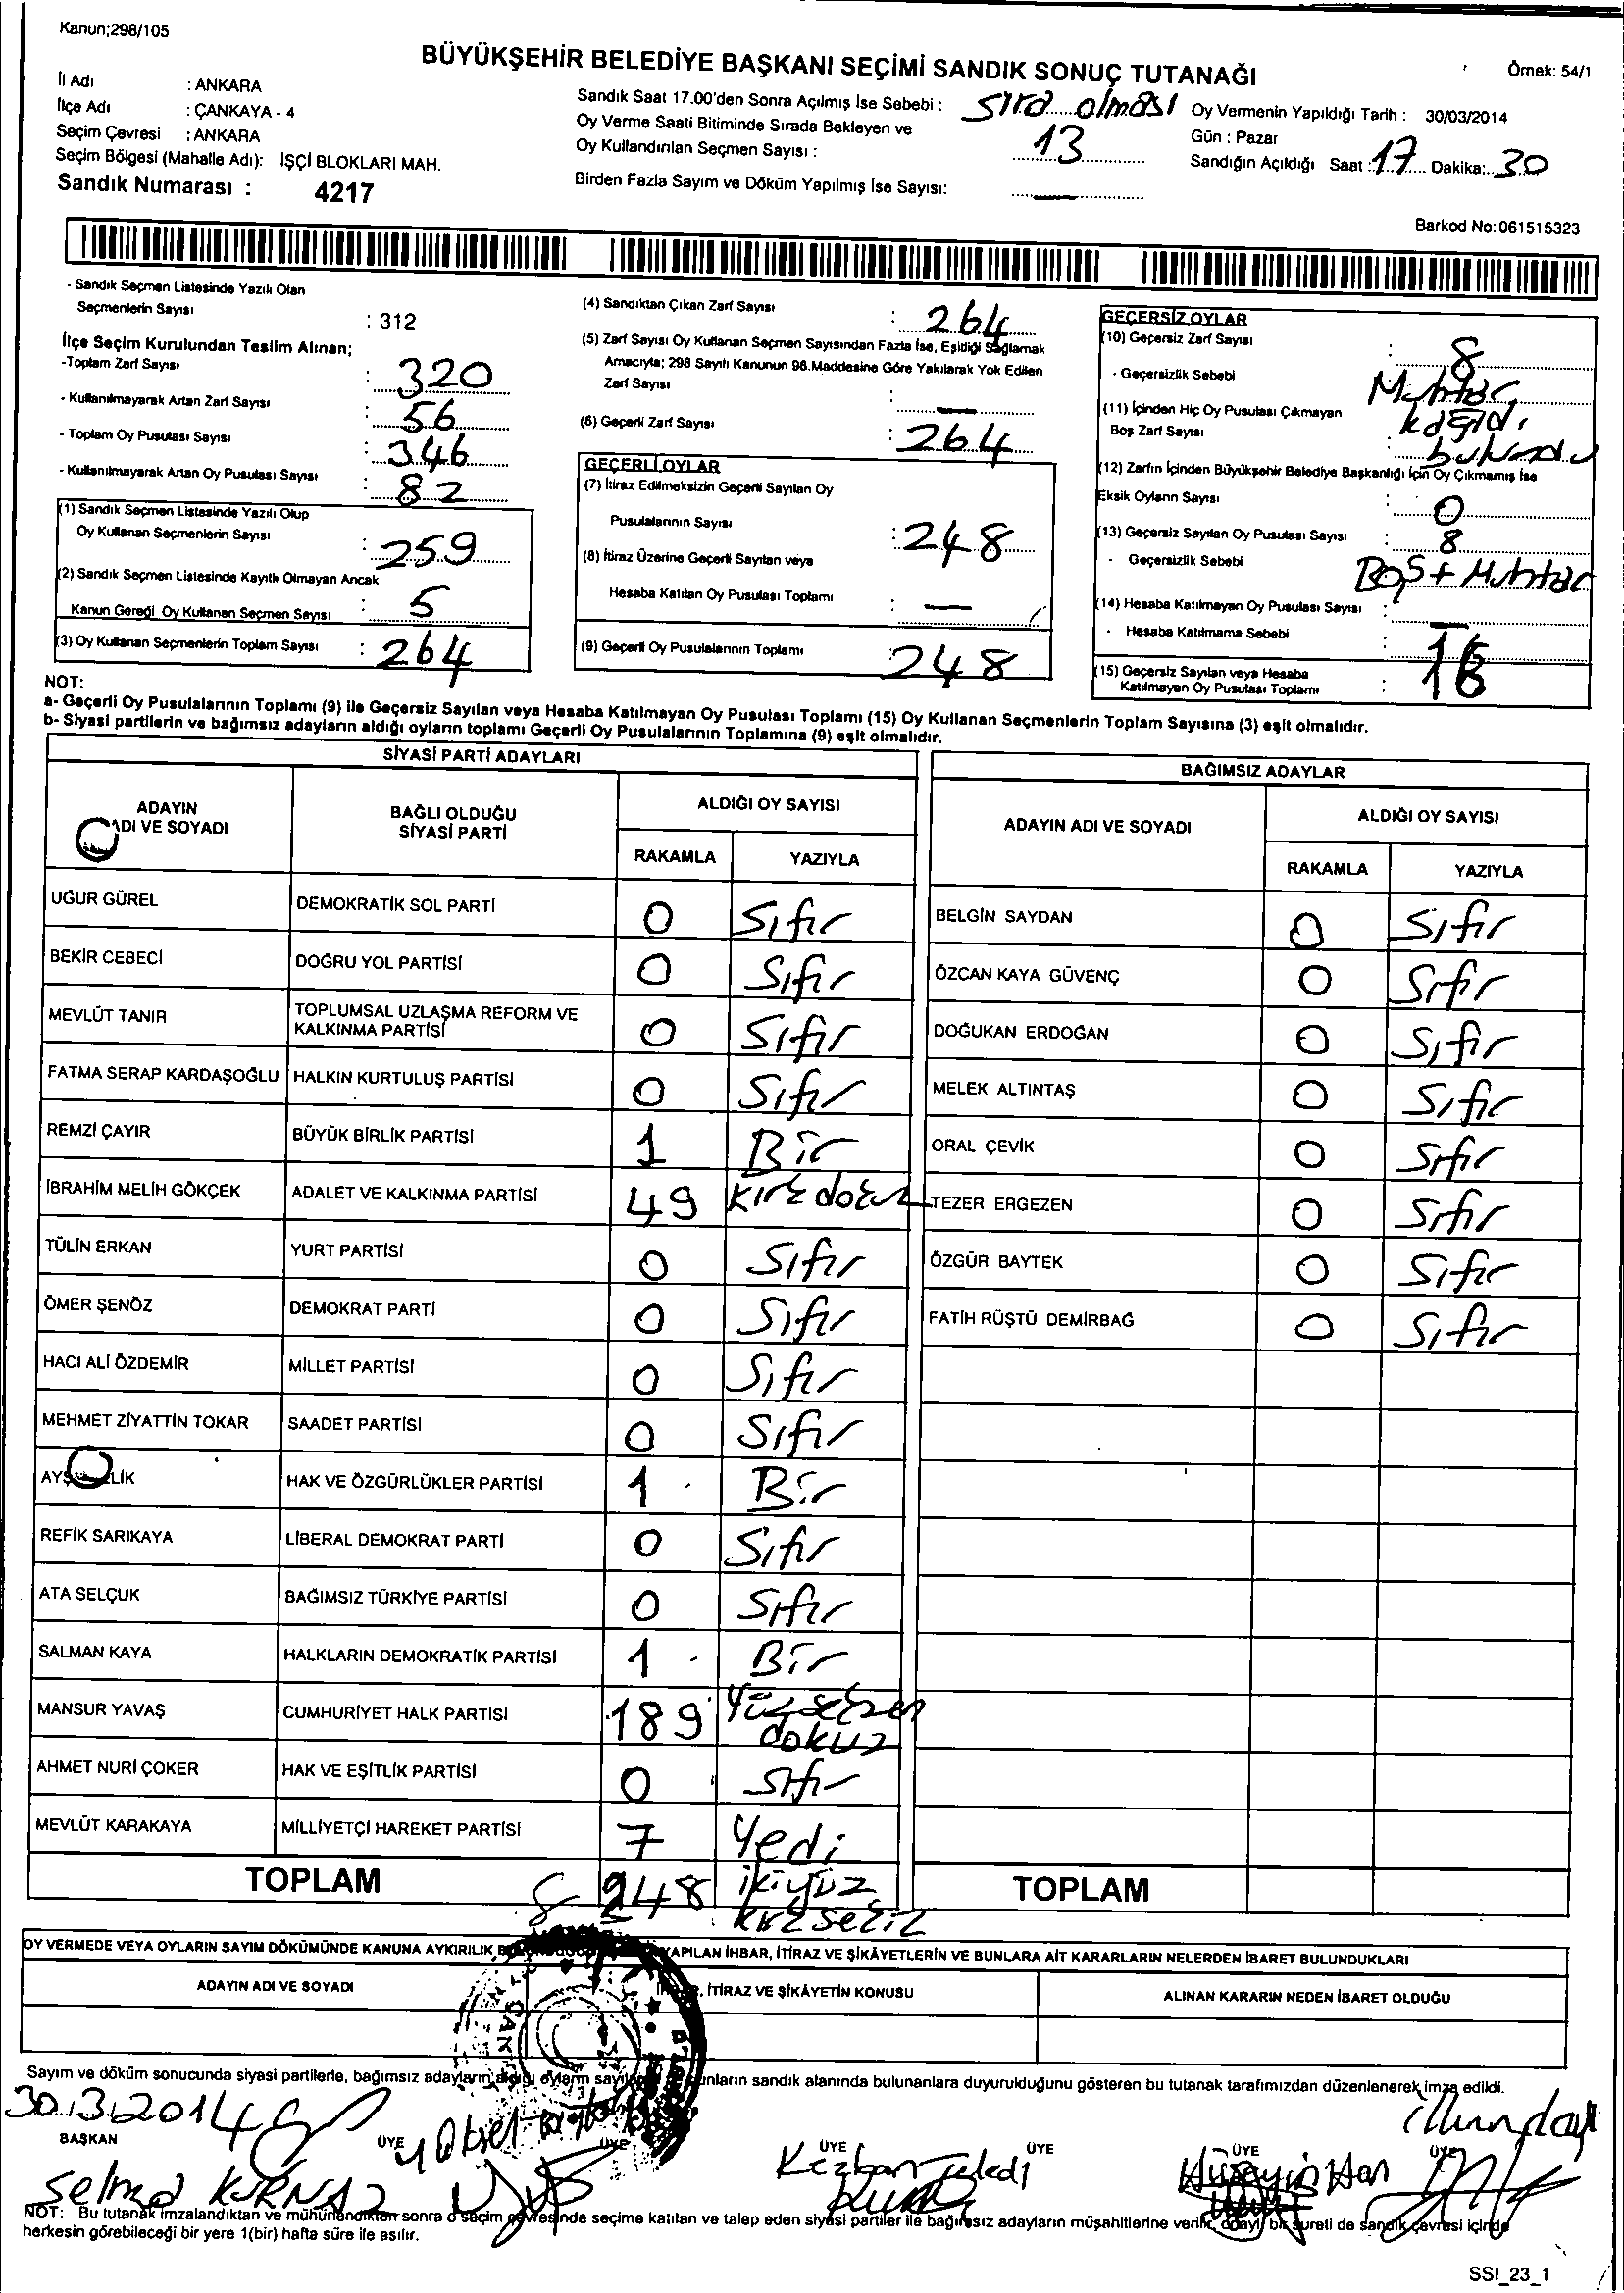 Kanun;298/105
BÜYÜKŞEHİR BELEDİYE BAŞKANI SEÇİMİ SANDIK SONUÇ TUTANAĞI
Örnek: 54/1
İl Adı : ANKARA
İlçe Adı : ÇANKAYA - 4
Seçim Çevresi : ANKARA
Seçim Bölgesi (Mahalle Adı): İŞÇİ BLOKLARI MAH.
Sandık Numarası : 4217
Sandık Saat 17.00'den Sonra Açılmış İse Sebebi : Sıra olması
Oy Verme Saati Bitiminde Sırada Bekleyen ve
Oy Kullandırılan Seçmen Sayısı : 13
Birden Fazla Sayım ve Döküm Yapılmış İse Sayısı: —
Oy Vermenin Yapıldığı Tarih : 30/03/2014
Gün : Pazar
Sandığın Açıldığı Saat : 17 Dakika: 30
Barkod No: 061515323
- Sandık Seçmen Listesinde Yazılı Olan
Seçmenlerin Sayısı : 312
İlçe Seçim Kurulundan Teslim Alınan;
-Toplam Zarf Sayısı : 320
- Kullanılmayarak Artan Zarf Sayısı : 56
- Toplam Oy Pusulası Sayısı : 346
- Kullanılmayarak Artan Oy Pusulası Sayısı : 82
(1) Sandık Seçmen Listesinde Yazılı Olup
Oy Kullanan Seçmenlerin Sayısı : 259
(2) Sandık Seçmen Listesinde Kayıtlı Olmayan Ancak
Kanun Gereği Oy Kullanan Seçmen Sayısı : 5
(3) Oy Kullanan Seçmenlerin Toplam Sayısı : 264
(4) Sandıktan Çıkan Zarf Sayısı : 264
(5) Zarf Sayısı Oy Kullanan Seçmen Sayısından Fazla İse, Eşitliği Sağlamak
Amacıyla; 298 Sayılı Kanunun 98.Maddesine Göre Yakılarak Yok Edilen
Zarf Sayısı : —
(6) Geçerli Zarf Sayısı : 264
GEÇERLİ OYLAR
(7) İtiraz Edilmeksizin Geçerli Sayılan Oy
Pusulalarının Sayısı : 248
(8) İtiraz Üzerine Geçerli Sayılan veya
Hesaba Katılan Oy Pusulası Toplamı : —
(9) Geçerli Oy Pusulalarının Toplamı : 248
GEÇERSİZ OYLAR
(10) Geçersiz Zarf Sayısı : 8
- Geçersizlik Sebebi Muhtar
(11) İçinden Hiç Oy Pusulası Çıkmayan kağıdı
Boş Zarf Sayısı : bulundu
(12) Zarfın İçinden Büyükşehir Belediye Başkanlığı İçin Oy Çıkmamış İse
Eksik Oyların Sayısı : 0
(13) Geçersiz Sayılan Oy Pusulası Sayısı : 8
- Geçersizlik Sebebi Boş + Muhtar
(14) Hesaba Katılmayan Oy Pusulası Sayısı : —
- Hesaba Katılmama Sebebi :
(15) Geçersiz Sayılan veya Hesaba
Katılmayan Oy Pusulası Toplamı : 16
NOT:
a- Geçerli Oy Pusulalarının Toplamı (9) ile Geçersiz Sayılan veya Hesaba Katılmayan Oy Pusulası Toplamı (15) Oy Kullanan Seçmenlerin Toplam Sayısına (3) eşit olmalıdır.
b- Siyasi partilerin ve bağımsız adayların aldığı oyların toplamı Geçerli Oy Pusulalarının Toplamına (9) eşit olmalıdır.
SİYASİ PARTİ ADAYLARI
ADAYIN ADI VE SOYADI BAĞLI OLDUĞU SİYASİ PARTİ ALDIĞI OY SAYISI
RAKAMLA YAZIYLA
UĞUR GÜREL DEMOKRATİK SOL PARTİ 0 Sıfır
BEKİR CEBECİ DOĞRU YOL PARTİSİ 0 Sıfır
MEVLÜT TANIR TOPLUMSAL UZLAŞMA REFORM VE KALKINMA PARTİSİ 0 Sıfır
FATMA SERAP KARDAŞOĞLU HALKIN KURTULUŞ PARTİSİ 0 Sıfır
REMZİ ÇAYIR BÜYÜK BİRLİK PARTİSİ 1 Bir
İBRAHİM MELİH GÖKÇEK ADALET VE KALKINMA PARTİSİ 49 kırkdokuz
TÜLİN ERKAN YURT PARTİSİ 0 Sıfır
ÖMER ŞENÖZ DEMOKRAT PARTİ 0 Sıfır
HACI ALİ ÖZDEMİR MİLLET PARTİSİ 0 Sıfır
MEHMET ZİYATTİN TOKAR SAADET PARTİSİ 0 Sıfır
HAK VE ÖZGÜRLÜKLER PARTİSİ 1 Bir
REFİK SARIKAYA LİBERAL DEMOKRAT PARTİ 0 Sıfır
ATA SELÇUK BAĞIMSIZ TÜRKİYE PARTİSİ 0 Sıfır
SALMAN KAYA HALKLARIN DEMOKRATİK PARTİSİ 1 Bir
MANSUR YAVAŞ CUMHURİYET HALK PARTİSİ 189 Yüzseksen dokuz
AHMET NURİ ÇOKER HAK VE EŞİTLİK PARTİSİ 0 Sıfır
MEVLÜT KARAKAYA MİLLİYETÇİ HAREKET PARTİSİ 7 Yedi
TOPLAM 248 ikiyüz kırksekiz
BAĞIMSIZ ADAYLAR
ADAYIN ADI VE SOYADI ALDIĞI OY SAYISI
RAKAMLA YAZIYLA
BELGİN SAYDAN 0 Sıfır
ÖZCAN KAYA GÜVENÇ 0 Sıfır
DOĞUKAN ERDOĞAN 0 Sıfır
MELEK ALTINTAŞ 0 Sıfır
ORAL ÇEVİK 0 Sıfır
TEZER ERGEZEN 0 Sıfır
ÖZGÜR BAYTEK 0 Sıfır
FATİH RÜŞTÜ DEMİRBAĞ 0 Sıfır
TOPLAM
OY VERMEDE VEYA OYLARIN SAYIM DÖKÜMÜNDE KANUNA AYKIRILIK YAPILAN İHBAR, İTİRAZ VE ŞİKÂYETLERİN VE BUNLARA AİT KARARLARIN NELERDEN İBARET BULUNDUKLARI
ADAYIN ADI VE SOYADI İTİRAZ VE ŞİKÂYETİN KONUSU ALINAN KARARIN NEDEN İBARET OLDUĞU
Sayım ve döküm sonucunda siyasi partilerle, bağımsız adayların aldığı oyların bunların sandık alanında bulunanlara duyurulduğunu gösteren bu tutanak tarafımızdan düzenlenerek imza edildi.
30.3.2014
BAŞKAN ÜYE ÜYE ÜYE ÜYE ÜYE ÜYE
Selma KURNAZ Kezban Hüseyin Han
NOT: Bu tutanak imzalandıktan ve mühürlendikten sonra o seçim çevresinde seçime katılan ve talep eden siyasi partiler ile bağımsız adayların müşahitlerine verilir, onaylı bir sureti de sandık çevresi içinde
herkesin görebileceği bir yere 1(bir) hafta süre ile asılır.
SSI_23_1